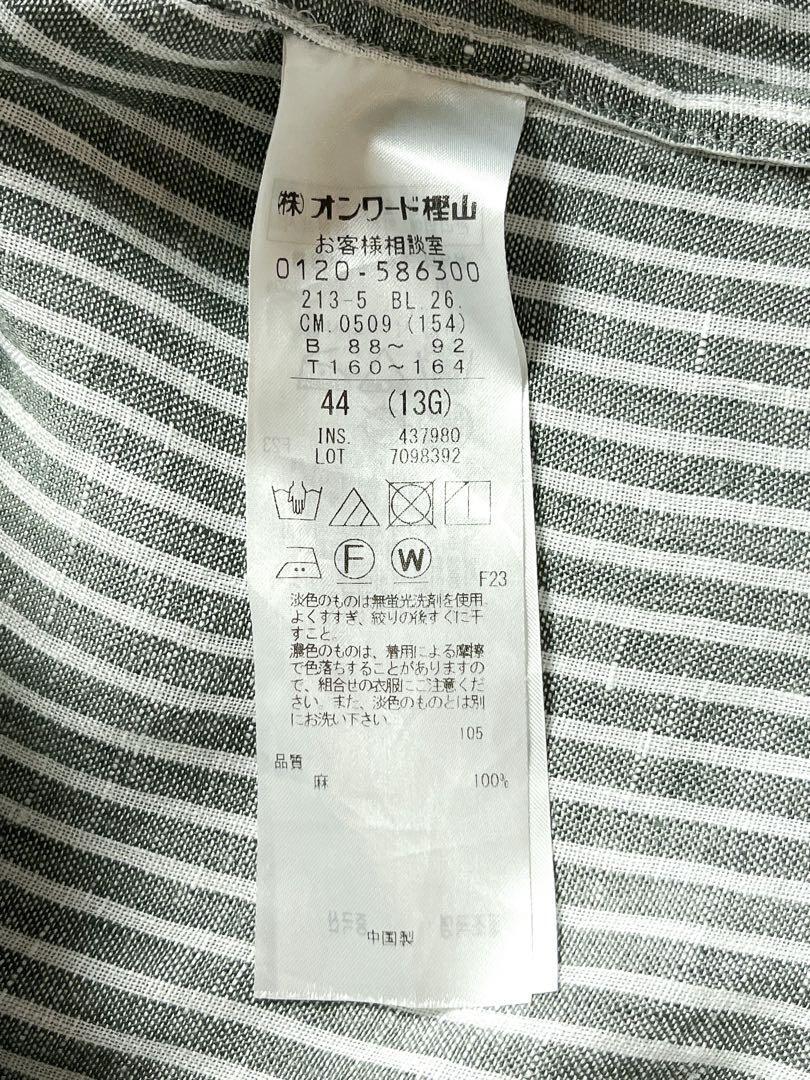 ㈱オンワード樫山
お客様相談室
0120-586300
213-5 BL.26.
CM.0509(154)
B 88～ 92
T160～164
44 (13G)
INS. 437980
LOT 7098392
F W
F23
淡色のものは無蛍光洗剤を使用
よくすすぎ、絞りの後すぐに干
すこと。
濃色のものは、着用による摩擦
で色落ちすることがありますの
で、組合せの衣服にご注意くだ
さい。また、淡色のものとは別
にお洗い下さい。
105
品質
麻 100%
中国製